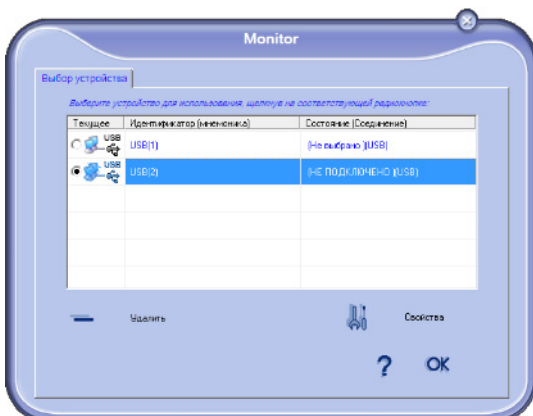 Monitor
Выбор устройства
Выберите устройство для использования, щелкнув на соответствующей радиокнопке:
Текущее Идентификатор (мнемоника) Состояние (Соединение)
USB USB(1) (Не выбрано )(USB)
USB USB(2) (НЕ ПОДКЛЮЧЕНО )(USB)
Удалить Свойства
? OK